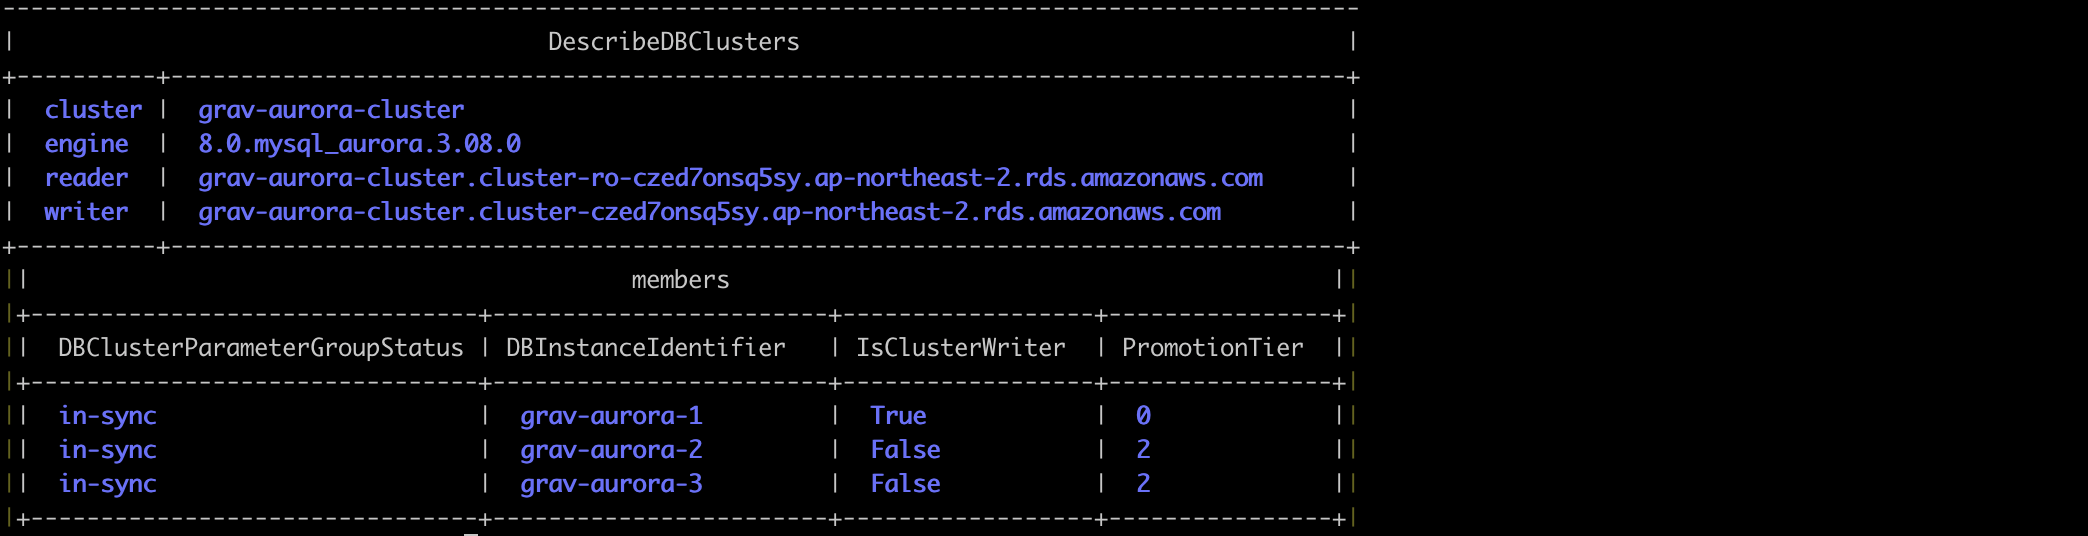 DescribeDBClusters
cluster | grav-aurora-cluster
engine | 8.0.mysql_aurora.3.08.0
reader | grav-aurora-cluster.cluster-ro-czed7onsq5sy.ap-northeast-2.rds.amazonaws.com
writer | grav-aurora-cluster.cluster-czed7onsq5sy.ap-northeast-2.rds.amazonaws.com
members
DBClusterParameterGroupStatus | DBInstanceIdentifier | IsClusterWriter | PromotionTier
in-sync | grav-aurora-1 | True | 0
in-sync | grav-aurora-2 | False | 2
in-sync | grav-aurora-3 | False | 2